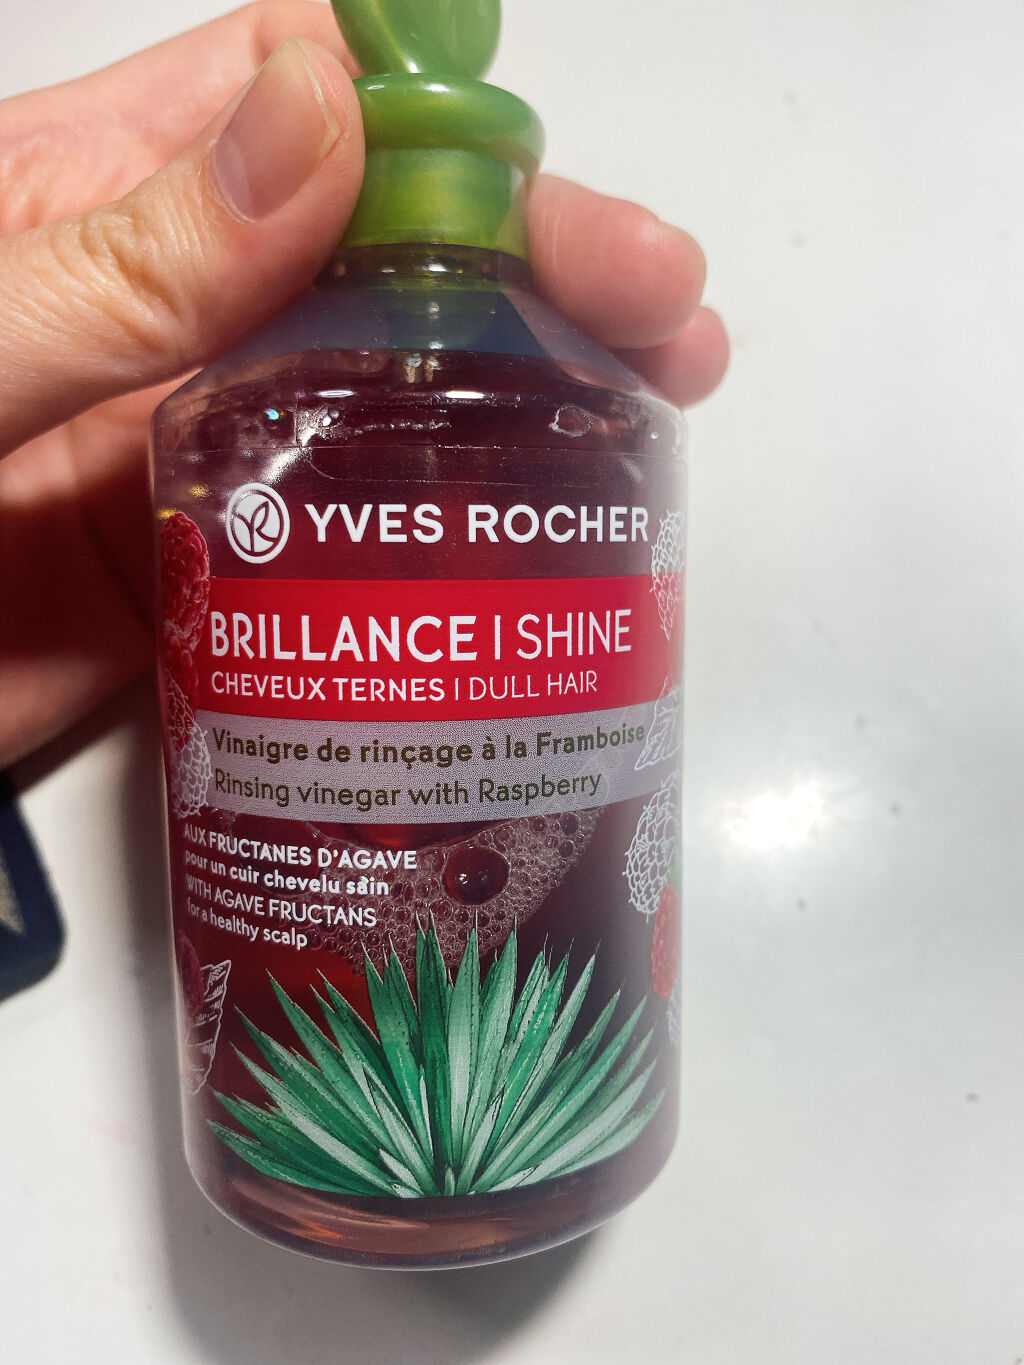 YVES ROCHER
BRILLANCE | SHINE
CHEVEUX TERNES | DULL HAIR
Vinaigre de rinçage à la Framboise
Rinsing vinegar with Raspberry
AUX FRUCTANES D'AGAVE
pour un cuir chevelu sain
WITH AGAVE FRUCTANS
for a healthy scalp